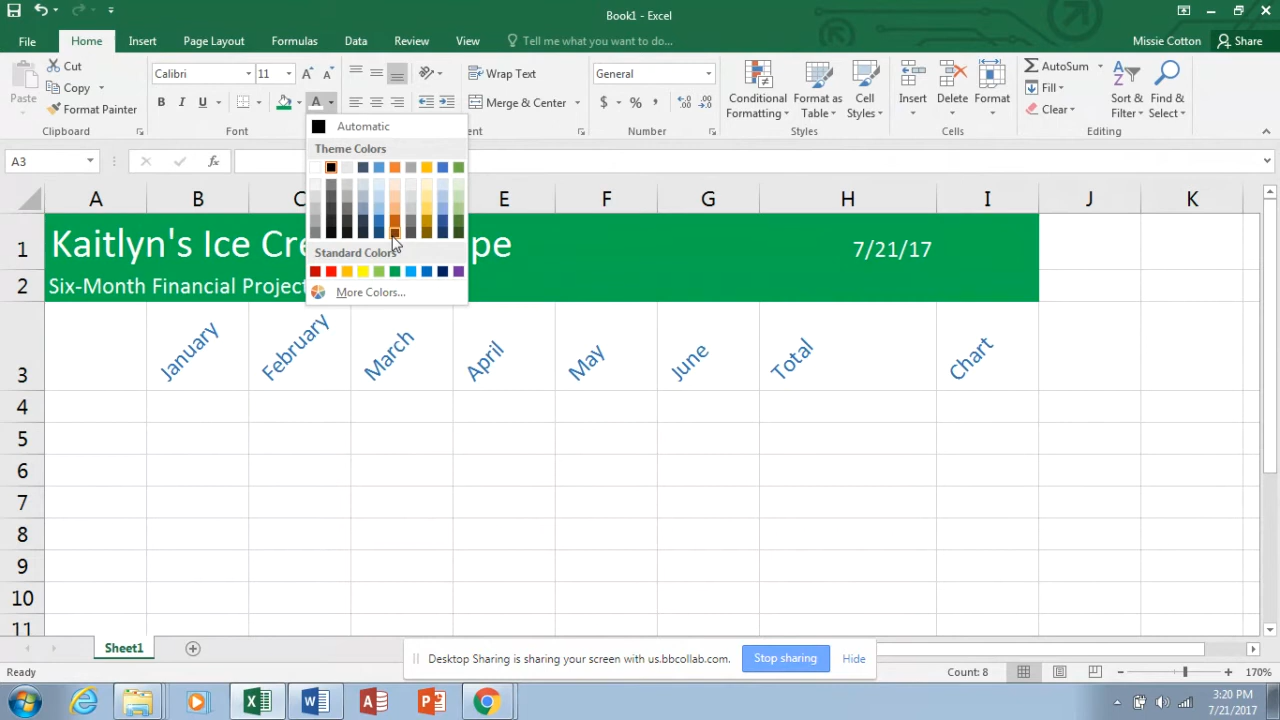 Book1 - Excel
File Home Insert Page Layout Formulas Data Review View Tell me what you want to do... Missie Cotton Share
Cut
Copy
Format Painter
Paste
Clipboard
Calibri 11
B I U
Font
Wrap Text
Merge & Center
General
$ % ,
Number
Conditional Formatting
Format as Table
Cell Styles
Styles
Insert
Delete
Format
Cells
AutoSum
Fill
Clear
Sort & Filter
Find & Select
Editing
Automatic
Theme Colors
Standard Colors
More Colors...
A3 fx
A B C E F G H I J K
1 Kaitlyn's Ice Cre pe 7/21/17
2 Six-Month Financial Project
3 January February March April May June Total Chart
4
5
6
7
8
9
10
11
Sheet1
Desktop Sharing is sharing your screen with us.bbcollab.com. Stop sharing Hide
Ready Count: 8 170%
3:20 PM
7/21/2017